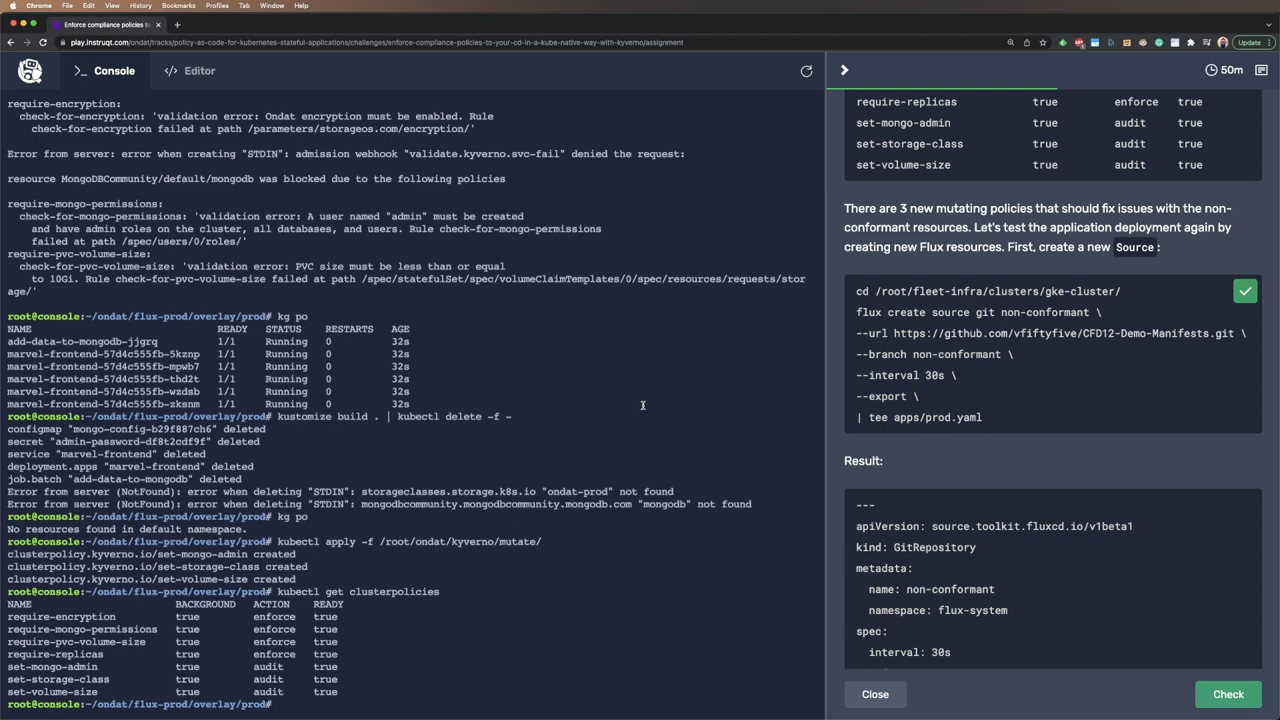 Chrome File Edit View History Bookmarks Profiles Tab Window Help
Enforce compliance policies to
play.instruqt.com/ondat/tracks/policy-as-code-for-kubernetes-stateful-applications/challenges/enforce-compliance-policies-to-your-cd-in-a-kube-native-way-with-kyverno/assignment
Update
Console
Editor
50m
require-encryption:
check-for-encryption: 'validation error: Ondat encryption must be enabled. Rule
check-for-encryption failed at path /parameters/storageos.com/encryption/'
Error from server: error when creating "STDIN": admission webhook "validate.kyverno.svc-fail" denied the request:
resource MongoDBCommunity/default/mongodb was blocked due to the following policies
require-mongo-permissions:
check-for-mongo-permissions: 'validation error: A user named "admin" must be created
and have admin roles on the cluster, all databases, and users. Rule check-for-mongo-permissions
failed at path /spec/users/0/roles/'
require-pvc-volume-size:
check-for-pvc-volume-size: 'validation error: PVC size must be less than or equal
to 10Gi. Rule check-for-pvc-volume-size failed at path /spec/statefulSet/spec/volumeClaimTemplates/0/spec/resources/requests/stor
age/'
root@console:~/ondat/flux-prod/overlay/prod# kg po
NAME READY STATUS RESTARTS AGE
add-data-to-mongodb-jjgrq 1/1 Running 0 32s
marvel-frontend-57d4c555fb-5kznp 1/1 Running 0 32s
marvel-frontend-57d4c555fb-mpwb7 1/1 Running 0 32s
marvel-frontend-57d4c555fb-thd2t 1/1 Running 0 32s
marvel-frontend-57d4c555fb-wzdsb 1/1 Running 0 32s
marvel-frontend-57d4c555fb-zksnm 1/1 Running 0 32s
root@console:~/ondat/flux-prod/overlay/prod# kustomize build . | kubectl delete -f -
configmap "mongo-config-b29f887ch6" deleted
secret "admin-password-df8t2cdf9f" deleted
service "marvel-frontend" deleted
deployment.apps "marvel-frontend" deleted
job.batch "add-data-to-mongodb" deleted
Error from server (NotFound): error when deleting "STDIN": storageclasses.storage.k8s.io "ondat-prod" not found
Error from server (NotFound): error when deleting "STDIN": mongodbcommunity.mongodbcommunity.mongodb.com "mongodb" not found
root@console:~/ondat/flux-prod/overlay/prod# kg po
No resources found in default namespace.
root@console:~/ondat/flux-prod/overlay/prod# kubectl apply -f /root/ondat/kyverno/mutate/
clusterpolicy.kyverno.io/set-mongo-admin created
clusterpolicy.kyverno.io/set-storage-class created
clusterpolicy.kyverno.io/set-volume-size created
root@console:~/ondat/flux-prod/overlay/prod# kubectl get clusterpolicies
NAME BACKGROUND ACTION READY
require-encryption true enforce true
require-mongo-permissions true enforce true
require-pvc-volume-size true enforce true
require-replicas true enforce true
set-mongo-admin true audit true
set-storage-class true audit true
set-volume-size true audit true
root@console:~/ondat/flux-prod/overlay/prod#
require-replicas true enforce true
set-mongo-admin true audit true
set-storage-class true audit true
set-volume-size true audit true
There are 3 new mutating policies that should fix issues with the non-
conformant resources. Let's test the application deployment again by
creating new Flux resources. First, create a new Source:
cd /root/fleet-infra/clusters/gke-cluster/
flux create source git non-conformant \
--url https://github.com/vfiftyfive/CFD12-Demo-Manifests.git \
--branch non-conformant \
--interval 30s \
--export \
| tee apps/prod.yaml
Result:
---
apiVersion: source.toolkit.fluxcd.io/v1beta1
kind: GitRepository
metadata:
name: non-conformant
namespace: flux-system
spec:
interval: 30s
Close
Check